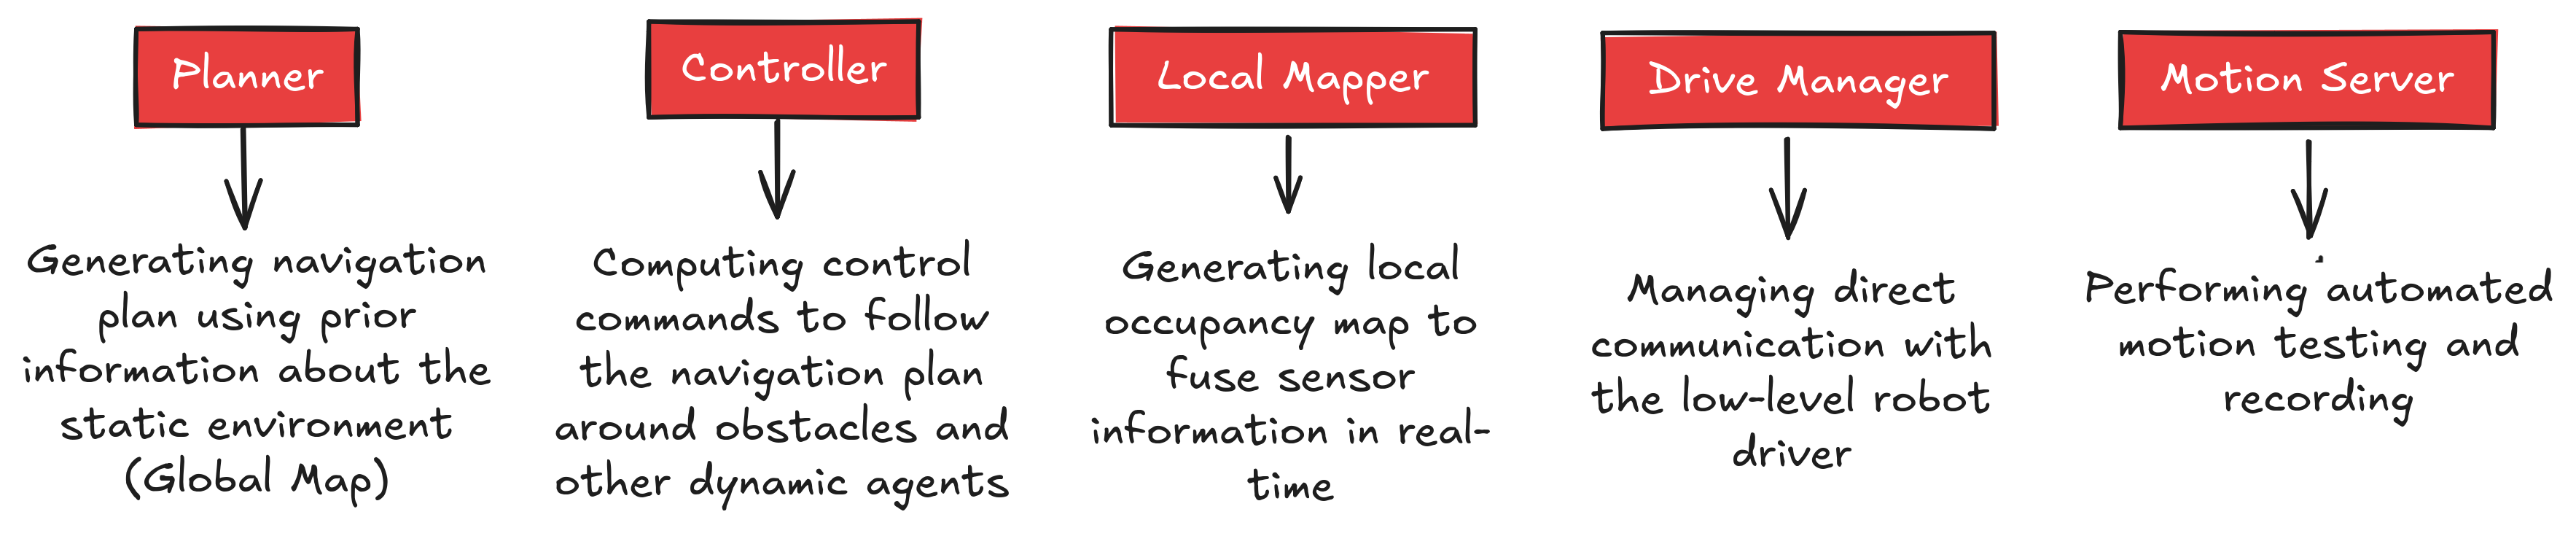 Planner
Generating navigation
plan using prior
information about the
static environment
(Global Map)
Controller
Computing control
commands to follow
the navigation plan
around obstacles and
other dynamic agents
Local Mapper
Generating local
occupancy map to
fuse sensor
information in real-
time
Drive Manager
Managing direct
communication with
the low-level robot
driver
Motion Server
Performing automated
motion testing and
recording